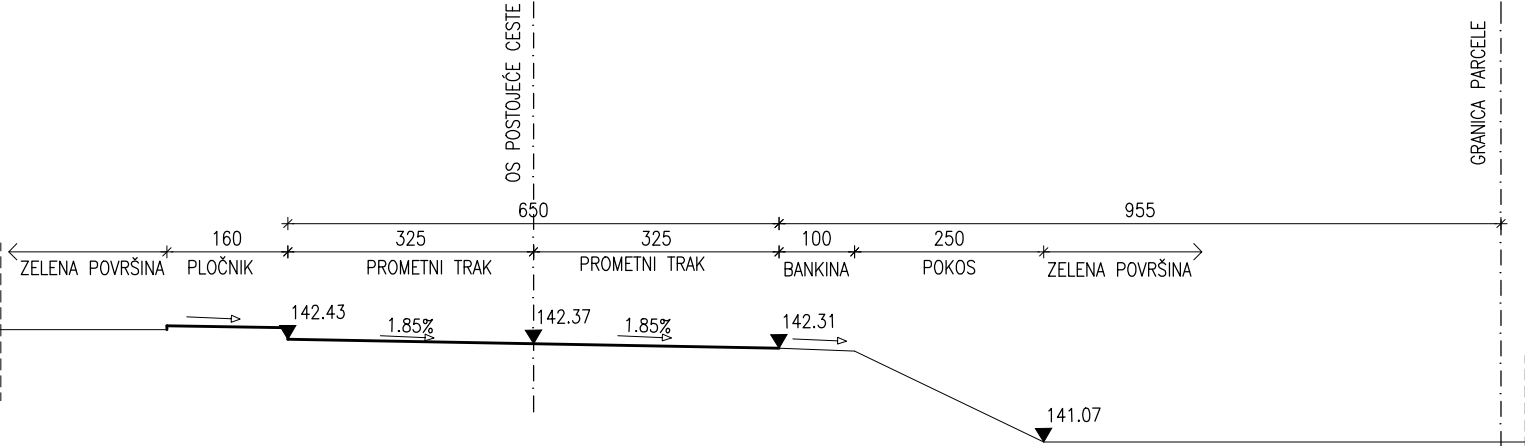 OS POSTOJEĆE CESTE
GRANICA PARCELE
650
955
160
325
325
100
250
ZELENA POVRŠINA
PLOČNIK
PROMETNI TRAK
PROMETNI TRAK
BANKINA
POKOS
ZELENA POVRŠINA
142.43
1.85%
142.37
1.85%
142.31
141.07